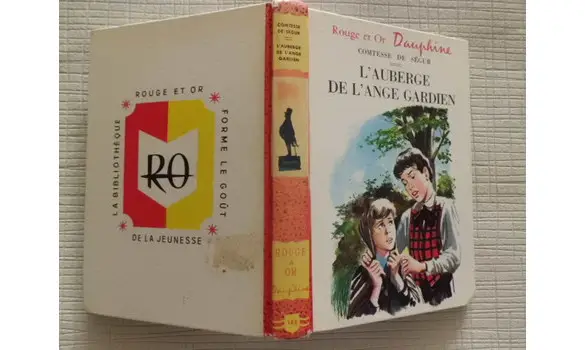 ROUGE ET OR
LA BIBLIOTHÈQUE
FORME LE GOÛT
RO
DE LA JEUNESSE
COMTESSE
DE SÉGUR
L'AUBERGE
DE L'ANGE
GARDIEN
ROUGE
ET
OR
Dauphine
Rouge et Or Dauphine
COMTESSE DE SÉGUR
L'AUBERGE
DE L'ANGE GARDIEN